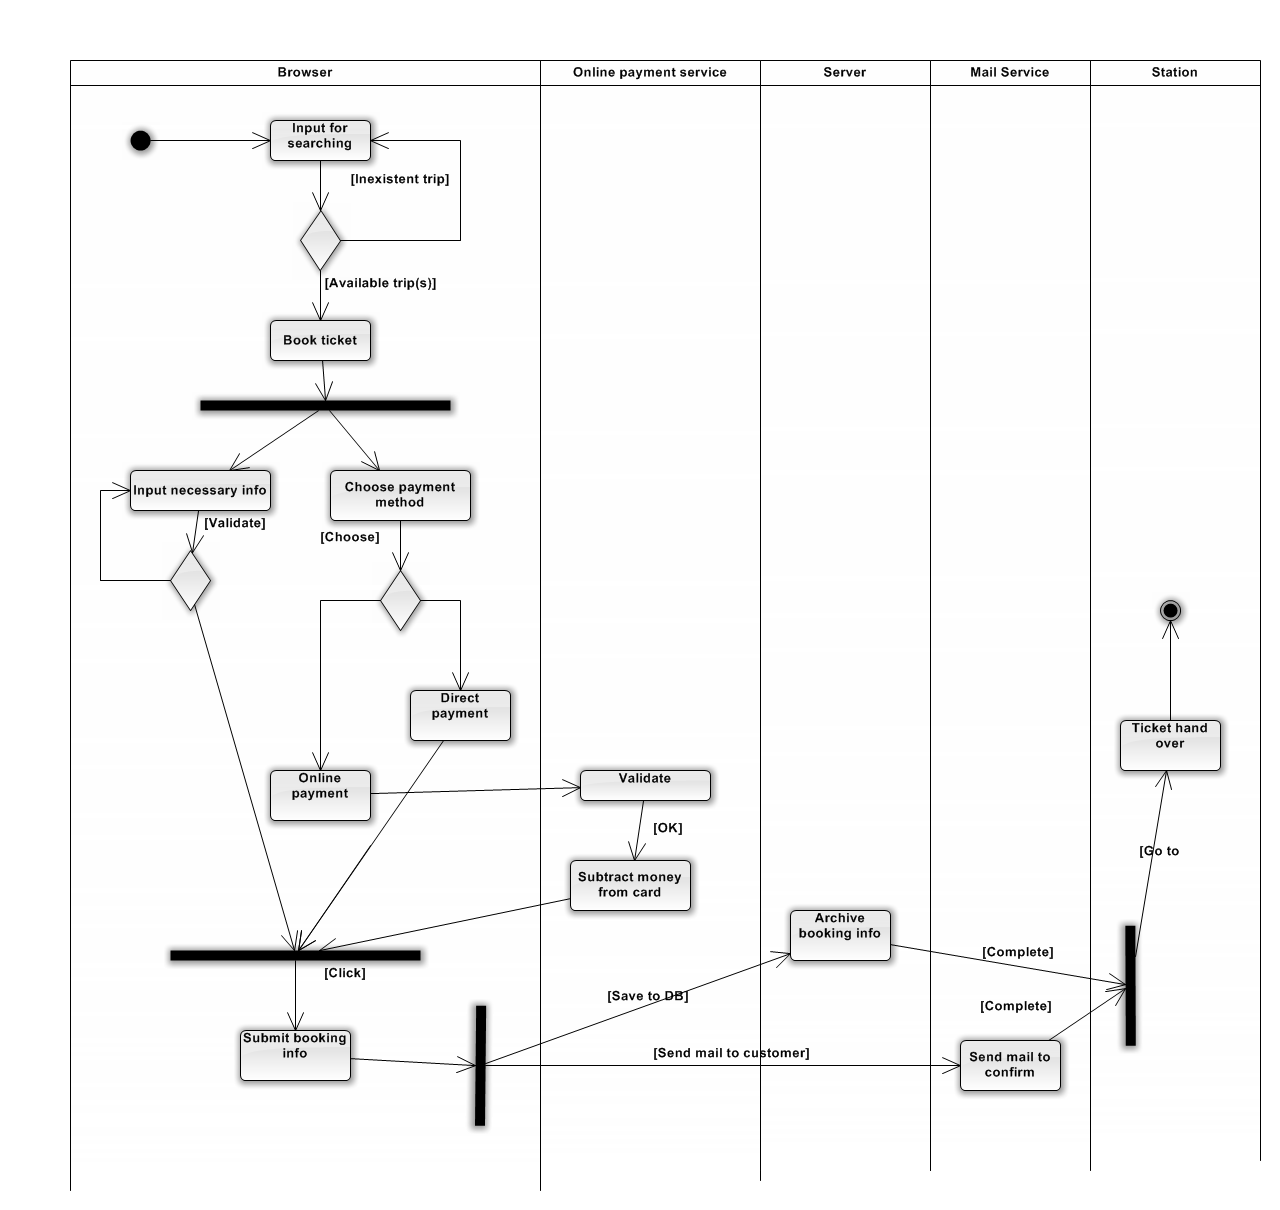 Browser
Online payment service
Server
Mail Service
Station
Input for
searching
[Inexistent trip]
[Available trip(s)]
Book ticket
Input necessary info
Choose payment
method
[Validate]
[Choose]
Direct
payment
Online
payment
Validate
[OK]
Subtract money
from card
Ticket hand
over
[Go to
Archive
booking info
[Complete]
[Click]
[Save to DB]
[Complete]
Submit booking
info
[Send mail to customer]
Send mail to
confirm